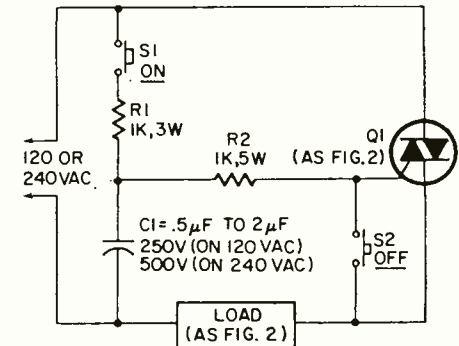 S1
ON
R1
1K,3W
120 OR
240VAC
R2
1K,5W
Q1
(AS FIG.2)
C1=.5μF TO 2μF
250V (ON 120 VAC)
500V (ON 240 VAC)
S2
OFF
LOAD
(AS FIG. 2)